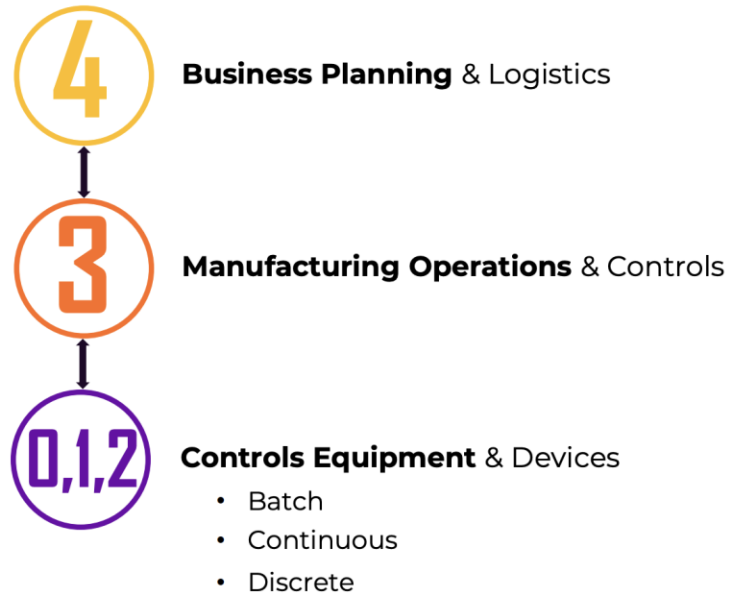 4
Business Planning & Logistics
3
Manufacturing Operations & Controls
0,1,2
Controls Equipment & Devices
• Batch
• Continuous
• Discrete